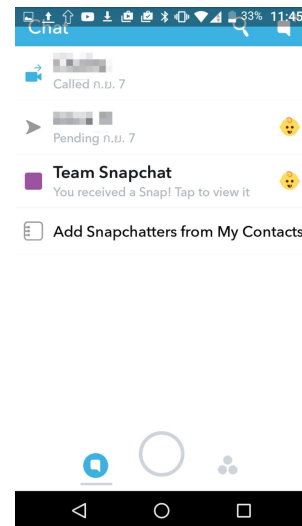 33% 11:45
Chat
Called ก.ย. 7
Pending ก.ย. 7
Team Snapchat
You received a Snap! Tap to view it
Add Snapchatters from My Contacts